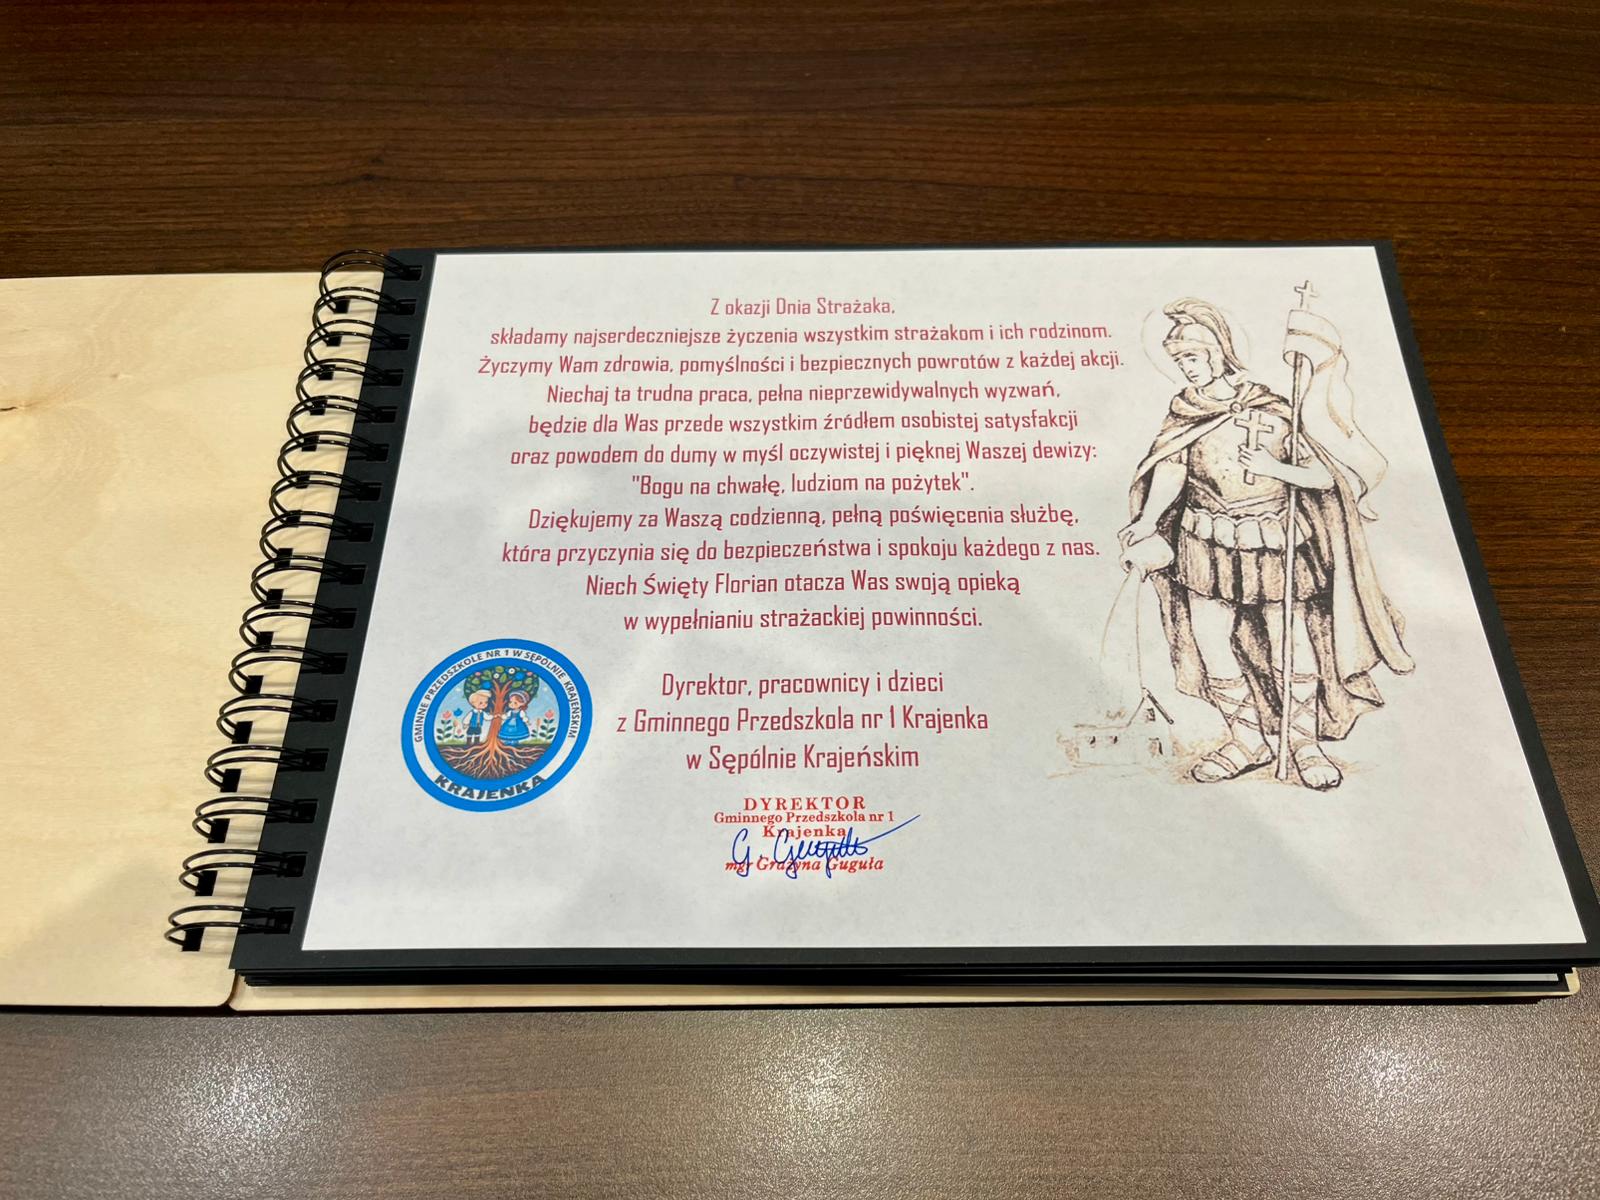 Z okazji Dnia Strażaka,
składamy najserdeczniejsze życzenia wszystkim strażakom i ich rodzinom.
Życzymy Wam zdrowia, pomyślności i bezpiecznych powrotów z każdej akcji.
Niechaj ta trudna praca, pełna nieprzewidywalnych wyzwań,
będzie dla Was przede wszystkim źródłem osobistej satysfakcji
oraz powodem do dumy w myśl oczywistej i pięknej Waszej dewizy:
"Bogu na chwałę, ludziom na pożytek".
Dziękujemy za Waszą codzienną, pełną poświęcenia służbę,
która przyczynia się do bezpieczeństwa i spokoju każdego z nas.
Niech Święty Florian otacza Was swoją opieką
w wypełnianiu strażackiej powinności.
GMINNE PRZEDSZKOLE NR 1 W SĘPÓLNIE KRAJEŃSKIM
KRAJENKA
Dyrektor, pracownicy i dzieci
z Gminnego Przedszkola nr 1 Krajenka
w Sępólnie Krajeńskim
DYREKTOR
Gminnego Przedszkola nr 1
Krajenka
G. Guguła
mgr Grażyna Guguła